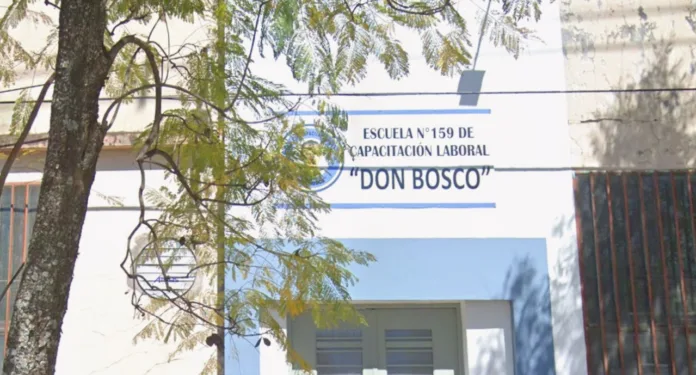 ESCUELA N°159 DE
CAPACITACIÓN LABORAL
"DON BOSCO"